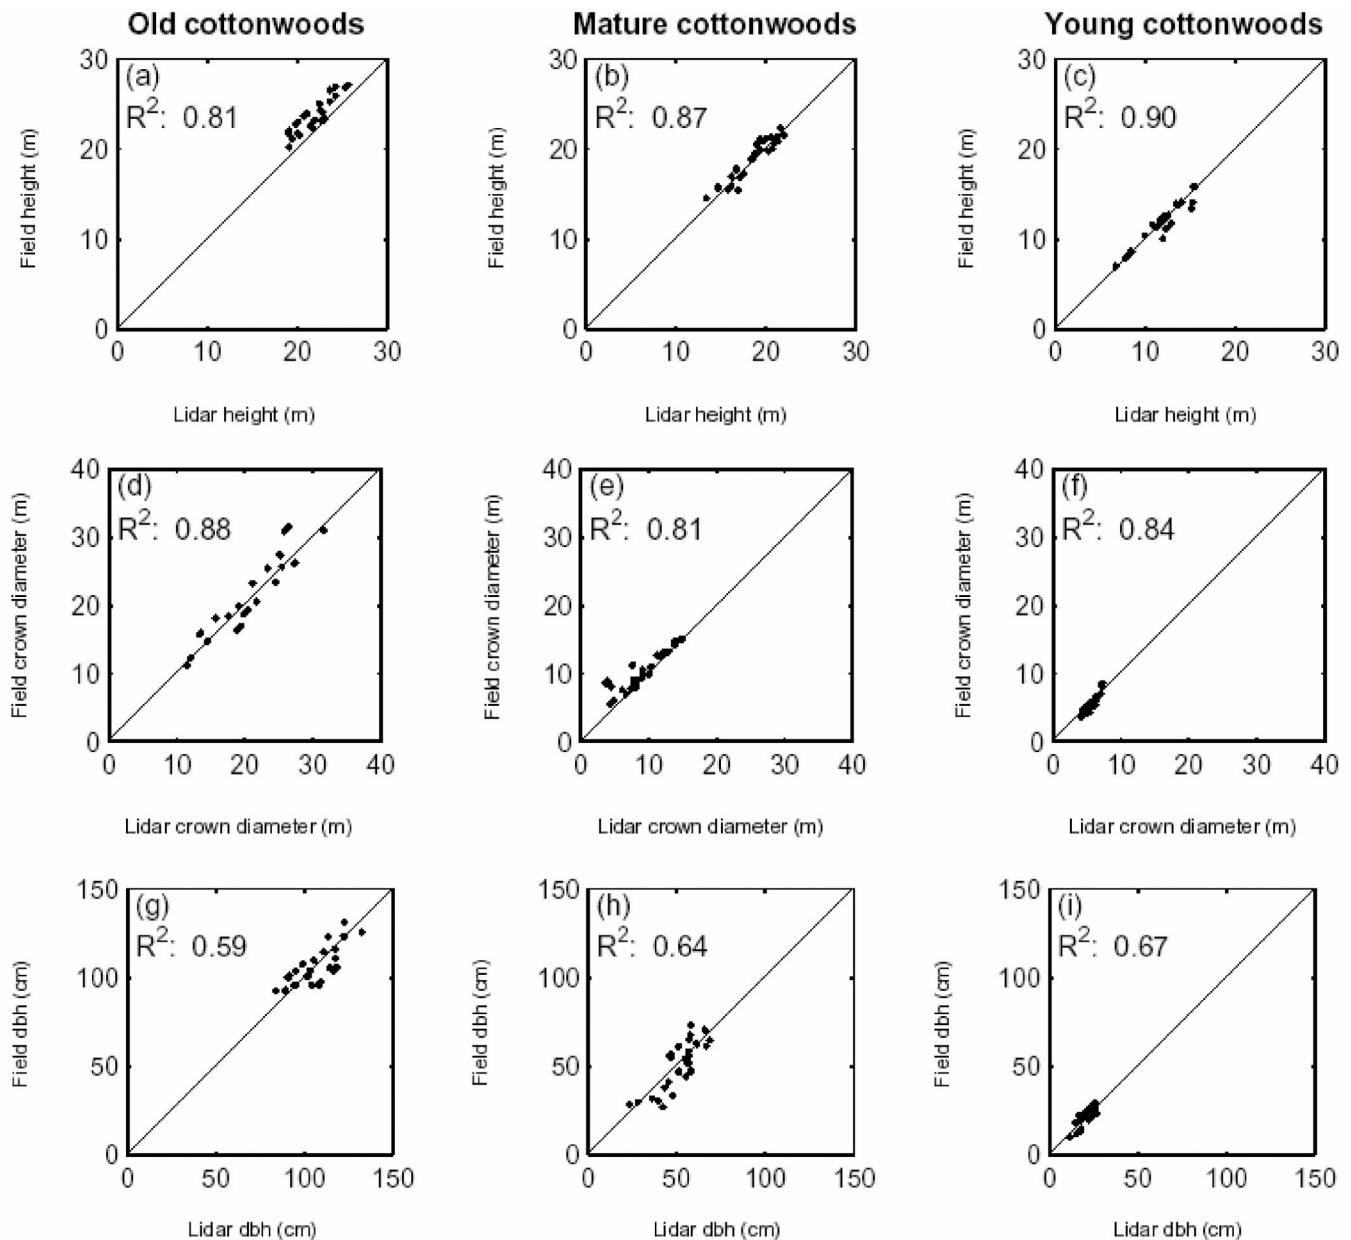 Old cottonwoods Mature cottonwoods Young cottonwoods
30 30 30
(a) (b) (c)
R²: 0.81 R²: 0.87 R²: 0.90
20 20 20
Field height (m) Field height (m) Field height (m)
10 10 10
0 0 0
0 10 20 30 0 10 20 30 0 10 20 30
Lidar height (m) Lidar height (m) Lidar height (m)
40 40 40
(d) (e) (f)
R²: 0.88 R²: 0.81 R²: 0.84
30 30 30
Field crown diameter (m) Field crown diameter (m) Field crown diameter (m)
20 20 20
10 10 10
0 0 0
0 10 20 30 40 0 10 20 30 40 0 10 20 30 40
Lidar crown diameter (m) Lidar crown diameter (m) Lidar crown diameter (m)
150 150 150
(g) (h) (i)
R²: 0.59 R²: 0.64 R²: 0.67
100 100 100
Field dbh (cm) Field dbh (cm) Field dbh (cm)
50 50 50
0 0 0
0 50 100 150 0 50 100 150 0 50 100 150
Lidar dbh (cm) Lidar dbh (cm) Lidar dbh (cm)